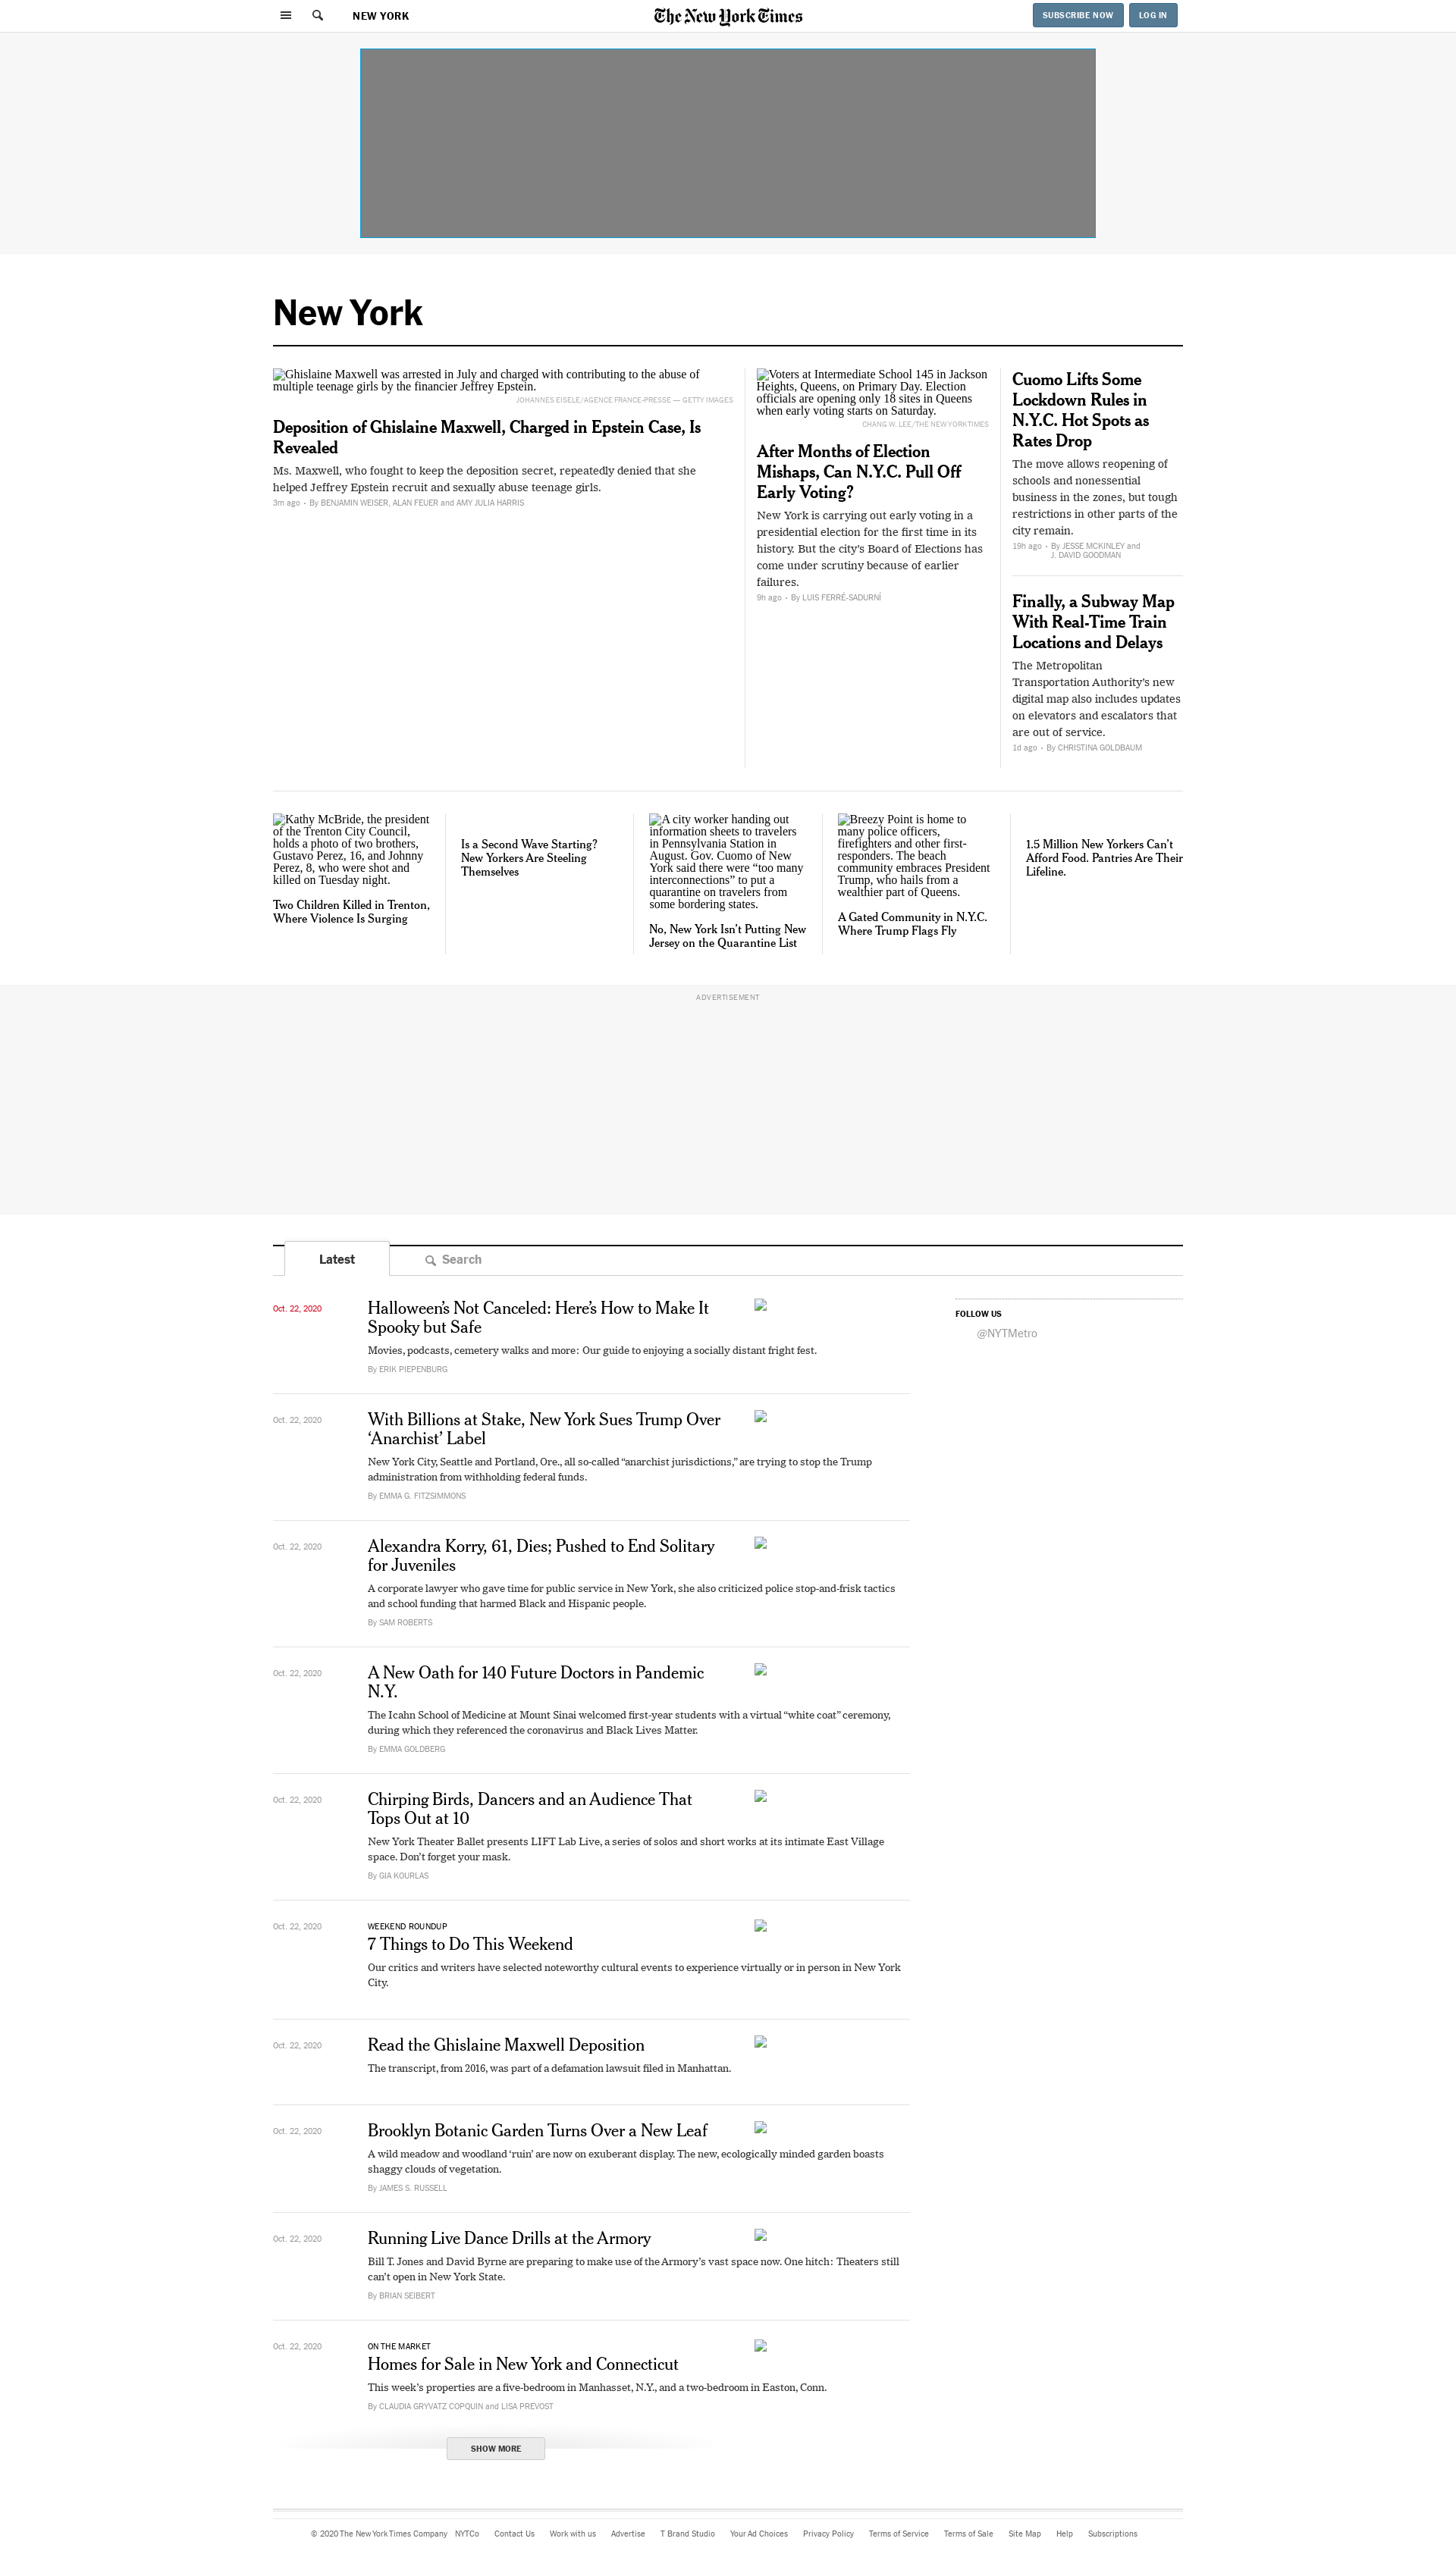 NEW YORK
The New York Times
SUBSCRIBE NOW
LOG IN
New York
Ghislaine Maxwell was arrested in July and charged with contributing to the abuse of
multiple teenage girls by the financier Jeffrey Epstein.
JOHANNES EISELE/AGENCE FRANCE-PRESSE — GETTY IMAGES
Deposition of Ghislaine Maxwell, Charged in Epstein Case, Is
Revealed
Ms. Maxwell, who fought to keep the deposition secret, repeatedly denied that she
helped Jeffrey Epstein recruit and sexually abuse teenage girls.
3m ago • By BENJAMIN WEISER, ALAN FEUER and AMY JULIA HARRIS
Voters at Intermediate School 145 in Jackson
Heights, Queens, on Primary Day. Election
officials are opening only 18 sites in Queens
when early voting starts on Saturday.
CHANG W. LEE/THE NEW YORK TIMES
After Months of Election
Mishaps, Can N.Y.C. Pull Off
Early Voting?
New York is carrying out early voting in a
presidential election for the first time in its
history. But the city’s Board of Elections has
come under scrutiny because of earlier
failures.
9h ago • By LUIS FERRÉ-SADURNÍ
Cuomo Lifts Some
Lockdown Rules in
N.Y.C. Hot Spots as
Rates Drop
The move allows reopening of
schools and nonessential
business in the zones, but tough
restrictions in other parts of the
city remain.
19h ago • By JESSE MCKINLEY and
J. DAVID GOODMAN
Finally, a Subway Map
With Real-Time Train
Locations and Delays
The Metropolitan
Transportation Authority’s new
digital map also includes updates
on elevators and escalators that
are out of service.
1d ago • By CHRISTINA GOLDBAUM
Kathy McBride, the president
of the Trenton City Council,
holds a photo of two brothers,
Gustavo Perez, 16, and Johnny
Perez, 8, who were shot and
killed on Tuesday night.
Two Children Killed in Trenton,
Where Violence Is Surging
Is a Second Wave Starting?
New Yorkers Are Steeling
Themselves
A city worker handing out
information sheets to travelers
in Pennsylvania Station in
August. Gov. Cuomo of New
York said there were “too many
interconnections” to put a
quarantine on travelers from
some bordering states.
No, New York Isn’t Putting New
Jersey on the Quarantine List
Breezy Point is home to
many police officers,
firefighters and other first-
responders. The beach
community embraces President
Trump, who hails from a
wealthier part of Queens.
A Gated Community in N.Y.C.
Where Trump Flags Fly
1.5 Million New Yorkers Can’t
Afford Food. Pantries Are Their
Lifeline.
ADVERTISEMENT
Latest
Search
Oct. 22, 2020
Halloween’s Not Canceled: Here’s How to Make It
Spooky but Safe
Movies, podcasts, cemetery walks and more: Our guide to enjoying a socially distant fright fest.
By ERIK PIEPENBURG
FOLLOW US
@NYTMetro
Oct. 22, 2020
With Billions at Stake, New York Sues Trump Over
‘Anarchist’ Label
New York City, Seattle and Portland, Ore., all so-called “anarchist jurisdictions,” are trying to stop the Trump
administration from withholding federal funds.
By EMMA G. FITZSIMMONS
Oct. 22, 2020
Alexandra Korry, 61, Dies; Pushed to End Solitary
for Juveniles
A corporate lawyer who gave time for public service in New York, she also criticized police stop-and-frisk tactics
and school funding that harmed Black and Hispanic people.
By SAM ROBERTS
Oct. 22, 2020
A New Oath for 140 Future Doctors in Pandemic
N.Y.
The Icahn School of Medicine at Mount Sinai welcomed first-year students with a virtual “white coat” ceremony,
during which they referenced the coronavirus and Black Lives Matter.
By EMMA GOLDBERG
Oct. 22, 2020
Chirping Birds, Dancers and an Audience That
Tops Out at 10
New York Theater Ballet presents LIFT Lab Live, a series of solos and short works at its intimate East Village
space. Don’t forget your mask.
By GIA KOURLAS
Oct. 22, 2020
WEEKEND ROUNDUP
7 Things to Do This Weekend
Our critics and writers have selected noteworthy cultural events to experience virtually or in person in New York
City.
Oct. 22, 2020
Read the Ghislaine Maxwell Deposition
The transcript, from 2016, was part of a defamation lawsuit filed in Manhattan.
Oct. 22, 2020
Brooklyn Botanic Garden Turns Over a New Leaf
A wild meadow and woodland ‘ruin’ are now on exuberant display. The new, ecologically minded garden boasts
shaggy clouds of vegetation.
By JAMES S. RUSSELL
Oct. 22, 2020
Running Live Dance Drills at the Armory
Bill T. Jones and David Byrne are preparing to make use of the Armory’s vast space now. One hitch: Theaters still
can’t open in New York State.
By BRIAN SEIBERT
Oct. 22, 2020
ON THE MARKET
Homes for Sale in New York and Connecticut
This week’s properties are a five-bedroom in Manhasset, N.Y., and a two-bedroom in Easton, Conn.
By CLAUDIA GRYVATZ COPQUIN and LISA PREVOST
SHOW MORE
© 2020 The New York Times Company NYTCo Contact Us Work with us Advertise T Brand Studio Your Ad Choices Privacy Policy Terms of Service Terms of Sale Site Map Help Subscriptions